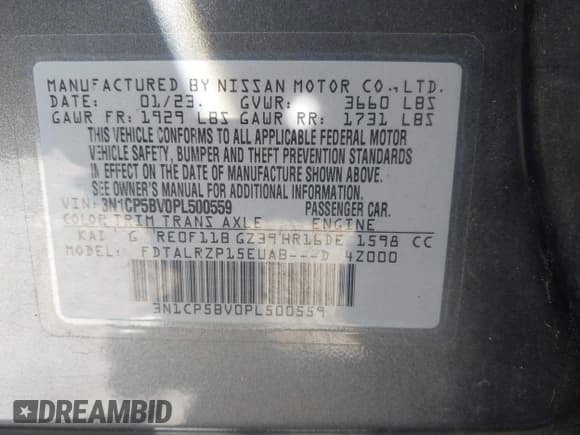 MANUFACTURED BY NISSAN MOTOR CO.,LTD.
DATE: 01/23. GVWR: 3660 LBS
GAWR FR: 1929 LBS GAWR RR: 1731 LBS
THIS VEHICLE CONFORMS TO ALL APPLICABLE FEDERAL MOTOR
VEHICLE SAFETY, BUMPER AND THEFT PREVENTION STANDARDS
IN EFFECT ON THE DATE OF MANUFACTURE SHOWN ABOVE.
SEE OWNER'S MANUAL FOR ADDITIONAL INFORMATION.
VIN: 3N1CP5BV0PL500559 PASSENGER CAR.
COLOR TRIM TRANS AXLE ENGINE
KAD G RE0F11B GZ39 HR16DE 1598 CC
MODEL: FDTALRZP15EUAB---D 4Z000
3N1CP5BV0PL500559
DREAMBID